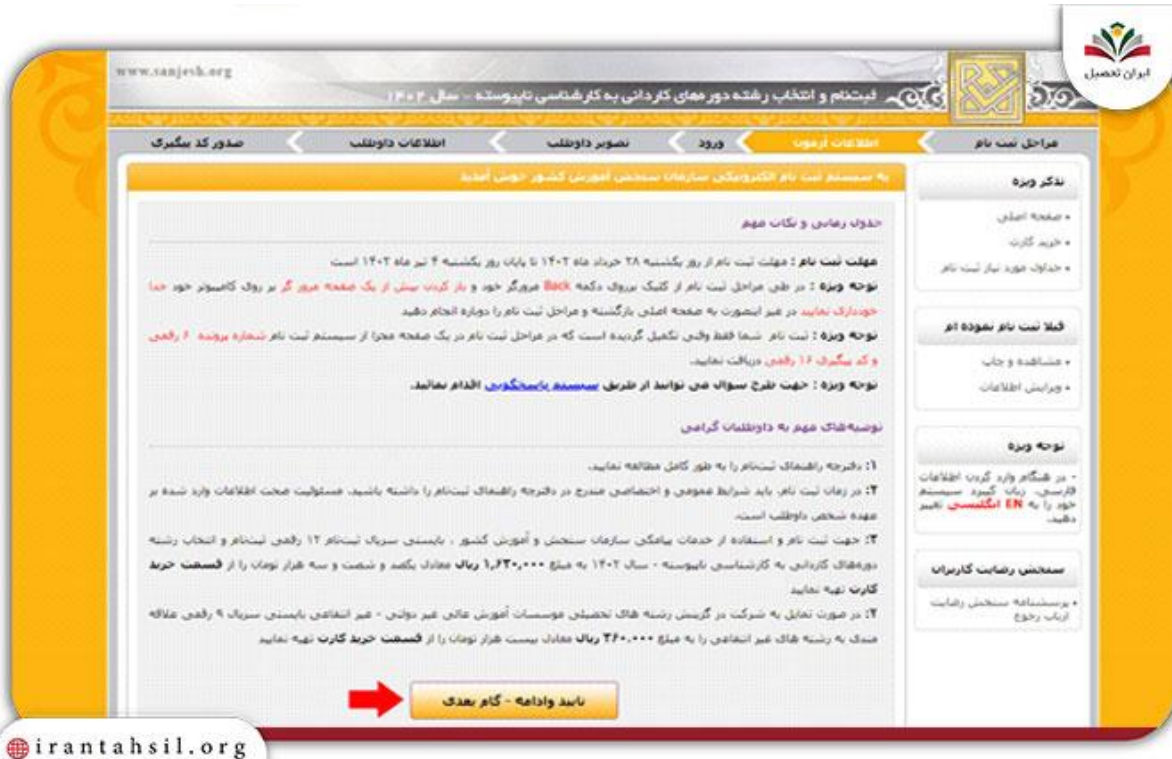 ایران تحصیل
www.sanjesh.org
ثبت‌نام و انتخاب رشته دوره‌های کاردانی به کارشناسی ناپیوسته - سال ۱۴۰۲
مراحل ثبت نام
اطلاعات آزمون
ورود
تصویر داوطلب
اطلاعات داوطلب
صدور کد پیگیری
تذکر ویژه
صفحه اصلی
خرید کارت
جداول مورد نیاز ثبت نام
قبلا ثبت نام نموده ام
مشاهده و چاپ
ویرایش اطلاعات
توجه ویژه
- در هنگام وارد کردن اطلاعات
فارسی، زبان کیبرد سیستم
خود را به EN انگلیسی تغییر
دهید.
سنجش رضایت کاربران
پرسشنامه سنجش رضایت
ارباب رجوع
به سیستم ثبت نام الکترونیکی سازمان سنجش آموزش کشور خوش آمدید
جدول زمانی و نکات مهم
مهلت ثبت نام : مهلت ثبت نام از روز یکشنبه ۲۸ خرداد ماه ۱۴۰۲ تا پایان روز یکشنبه ۴ تیر ماه ۱۴۰۲ است
توجه ویژه : در طی مراحل ثبت نام از کلیک برروی دکمه Back مرورگر خود و باز کردن بیش از یک صفحه مرور گر بر روی کامپیوتر خود جدا
خودداری نمایید در غیر اینصورت به صفحه اصلی بازگشته و مراحل ثبت نام را دوباره انجام دهید
توجه ویژه : ثبت نام شما فقط وقتی تکمیل گردیده است که در مراحل ثبت نام در یک صفحه مجزا از سیستم ثبت نام شماره پرونده ۶ رقمی
و کد پیگیری ۱۶ رقمی دریافت نمایید.
توجه ویژه : جهت طرح سوال می توانید از طریق سیستم پاسخگویی اقدام نمائید.
توصیه‌های مهم به داوطلبان گرامی
۱: دفترچه راهنمای ثبت‌نام را به طور کامل مطالعه نمایید.
۲: در زمان ثبت نام، باید شرایط عمومی و اختصاصی مندرج در دفترچه راهنمای ثبت‌نام را داشته باشید. مسئولیت صحت اطلاعات وارد شده بر
عهده شخص داوطلب است.
۳: جهت ثبت نام و استفاده از خدمات پیامکی سازمان سنجش و آموزش کشور ، بایستی سریال ثبت‌نام ۱۲ رقمی ثبت‌نام و انتخاب رشته
دوره‌های کاردانی به کارشناسی ناپیوسته - سال ۱۴۰۲ به مبلغ ۱,۶۳۰,۰۰۰ ریال معادل یکصد و شصت و سه هزار تومان را از قسمت خرید
کارت تهیه نمایید
۴: در صورت تمایل به شرکت در گزینش رشته های تحصیلی موسسات آموزش عالی غیر دولتی - غیر انتفاعی بایستی سریال ۹ رقمی علاقه
مندی به رشته های غیر انتفاعی را به مبلغ ریال معادل بیست هزار تومان را از قسمت خرید کارت تهیه نمایید
تایید وادامه - گام بعدی
irantahsil.org